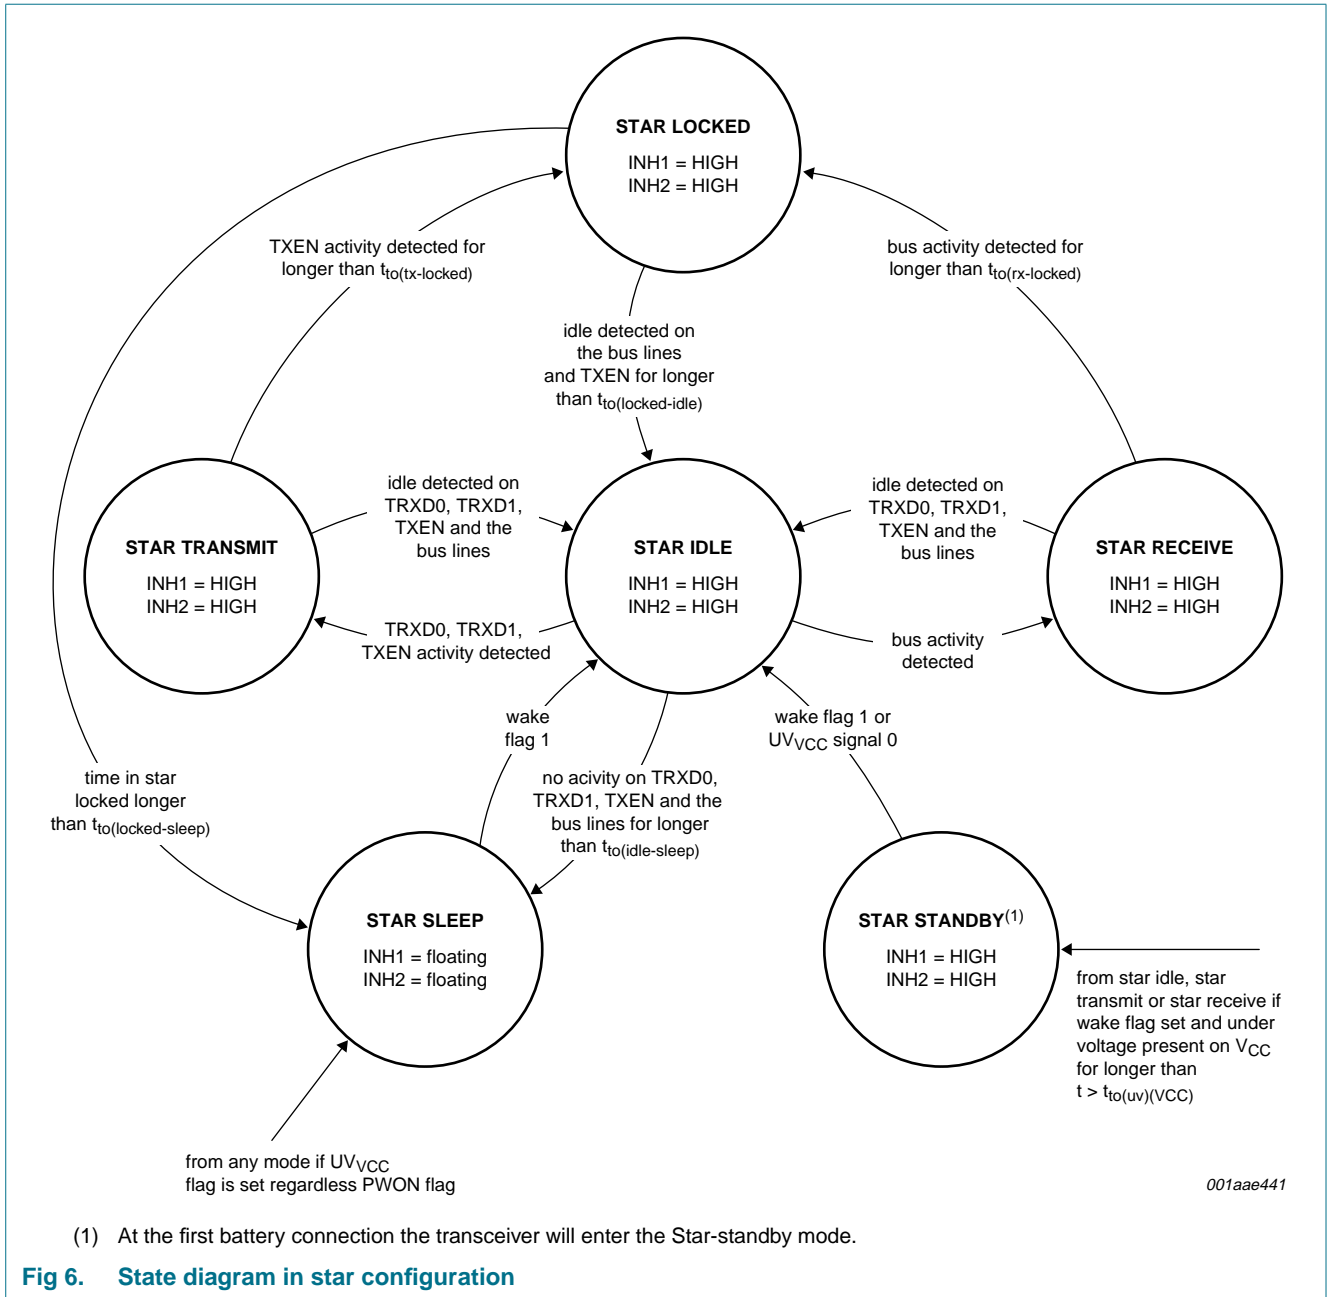 STAR LOCKED
INH1 = HIGH
INH2 = HIGH
TXEN activity detected for
longer than tto(tx-locked)
bus activity detected for
longer than tto(rx-locked)
idle detected on
the bus lines
and TXEN for longer
than tto(locked-idle)
STAR TRANSMIT
INH1 = HIGH
INH2 = HIGH
idle detected on
TRXD0, TRXD1,
TXEN and the
bus lines
TRXD0, TRXD1,
TXEN activity detected
STAR IDLE
INH1 = HIGH
INH2 = HIGH
idle detected on
TRXD0, TRXD1,
TXEN and the
bus lines
bus activity
detected
STAR RECEIVE
INH1 = HIGH
INH2 = HIGH
time in star
locked longer
than tto(locked-sleep)
wake
flag 1
no acivity on TRXD0,
TRXD1, TXEN and the
bus lines for longer
than tto(idle-sleep)
wake flag 1 or
UVVCC signal 0
STAR SLEEP
INH1 = floating
INH2 = floating
STAR STANDBY(1)
INH1 = HIGH
INH2 = HIGH
from star idle, star
transmit or star receive if
wake flag set and under
voltage present on VCC
for longer than
t > tto(uv)(VCC)
from any mode if UVVCC
flag is set regardless PWON flag
001aae441
(1) At the first battery connection the transceiver will enter the Star-standby mode.
Fig 6. State diagram in star configuration